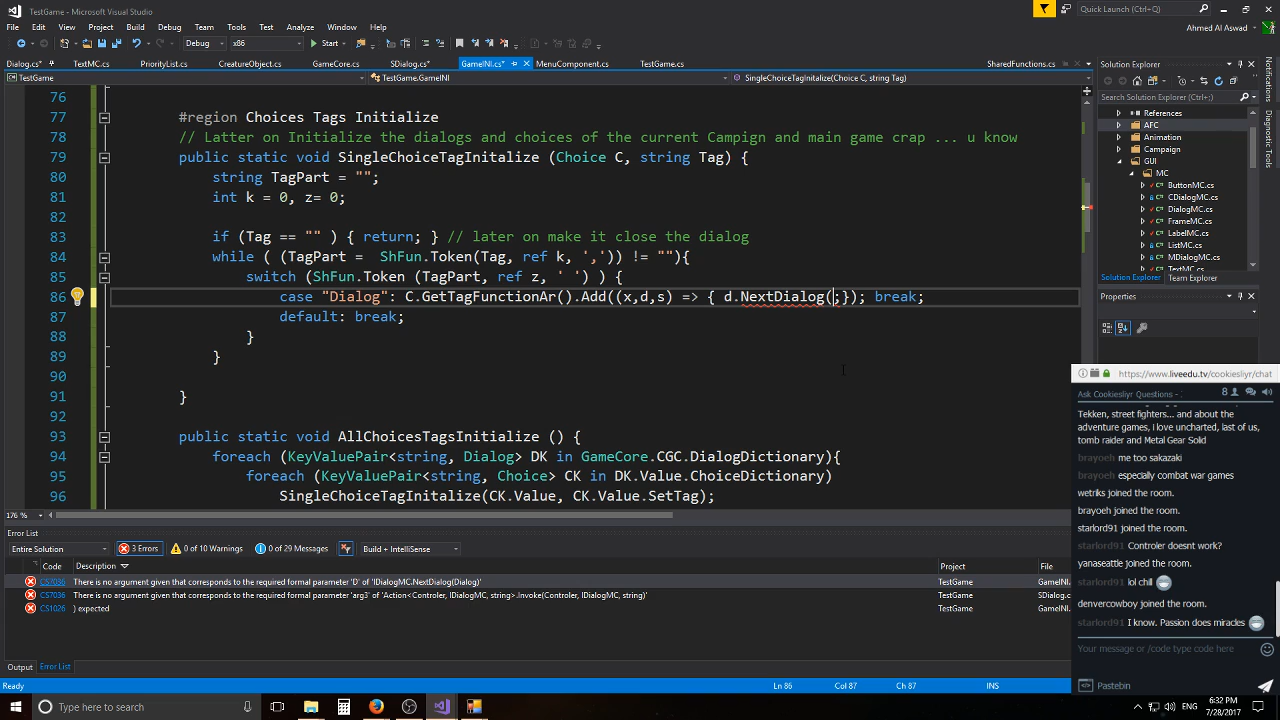 TestGame - Microsoft Visual Studio
Quick Launch (Ctrl+Q)
File Edit View Project Build Debug Team Tools Test Analyze Window Help
Ahmed Al Aswad
Debug x86 Start
Dialog.cs* TextMC.cs PriorityList.cs CreatureObject.cs GameCore.cs SDialog.cs* GameINI.cs* MenuComponent.cs TestGame.cs SharedFunctions.cs
TestGame TestGame.GameINI SingleChoiceTagInitalize(Choice C, string Tag)
76
77 #region Choices Tags Initialize
78 // Latter on Initialize the dialogs and choices of the current Campign and main game crap ... u know
79 public static void SingleChoiceTagInitalize (Choice C, string Tag) {
80 string TagPart = "";
81 int k = 0, z= 0;
82
83 if (Tag == "" ) { return; } // later on make it close the dialog
84 while ( (TagPart = ShFun.Token(Tag, ref k, ',')) != ""){
85 switch (ShFun.Token (TagPart, ref z, ' ') ) {
86 case "Dialog": C.GetTagFunctionAr().Add((x,d,s) => { d.NextDialog(;}); break;
87 default: break;
88 }
89 }
90
91 }
92
93 public static void AllChoicesTagsInitialize () {
94 foreach (KeyValuePair<string, Dialog> DK in GameCore.CGC.DialogDictionary){
95 foreach (KeyValuePair<string, Choice> CK in DK.Value.ChoiceDictionary)
96 SingleChoiceTagInitalize(CK.Value, CK.Value.SetTag);
176 %
Solution Explorer
Search Solution Explorer (Ctrl+;)
References
AFC
Animation
Campaign
GUI
MC
ButtonMC.cs
CDialogMC.cs
DialogMC.cs
FrameMC.cs
LabelMC.cs
ListMC.cs
MDialogMC.cs
TextMC.cs
Solution Explorer Class View
Properties
Notifications
Diagnostic Tools
Error List
Entire Solution 3 Errors 0 of 10 Warnings 0 of 29 Messages Build + IntelliSense
Code Description Project File
CS7036 There is no argument given that corresponds to the required formal parameter 'D' of 'IDialogMC.NextDialog(Dialog)' TestGame GameINI.
CS7036 There is no argument given that corresponds to the required formal parameter 'arg3' of 'Action<Controler, IDialogMC, string>.Invoke(Controler, IDialogMC, string)' TestGame SDialog.cs
CS1026 ) expected TestGame GameINI.
Output Error List
Ready Ln 86 Col 87 Ch 87 INS
https://www.liveedu.tv/cookiesliyr/chat
Ask Cookiesliyr Questions - 8
Tekken, street fighters... and about the
adventure games, I love uncharted, last of us,
tomb raider and Metal Gear Solid
brayoeh me too sakazaki
brayoeh especially combat war games
wetriks joined the room.
brayoeh joined the room.
starlord91 joined the room.
starlord91 Controler doesnt work?
yanaseattle joined the room.
starlord91 lol chill
denvercowboy joined the room.
starlord91 I know. Passion does miracles
Your message or /code type code here
Pastebin
Type here to search
6:32 PM
7/28/2017